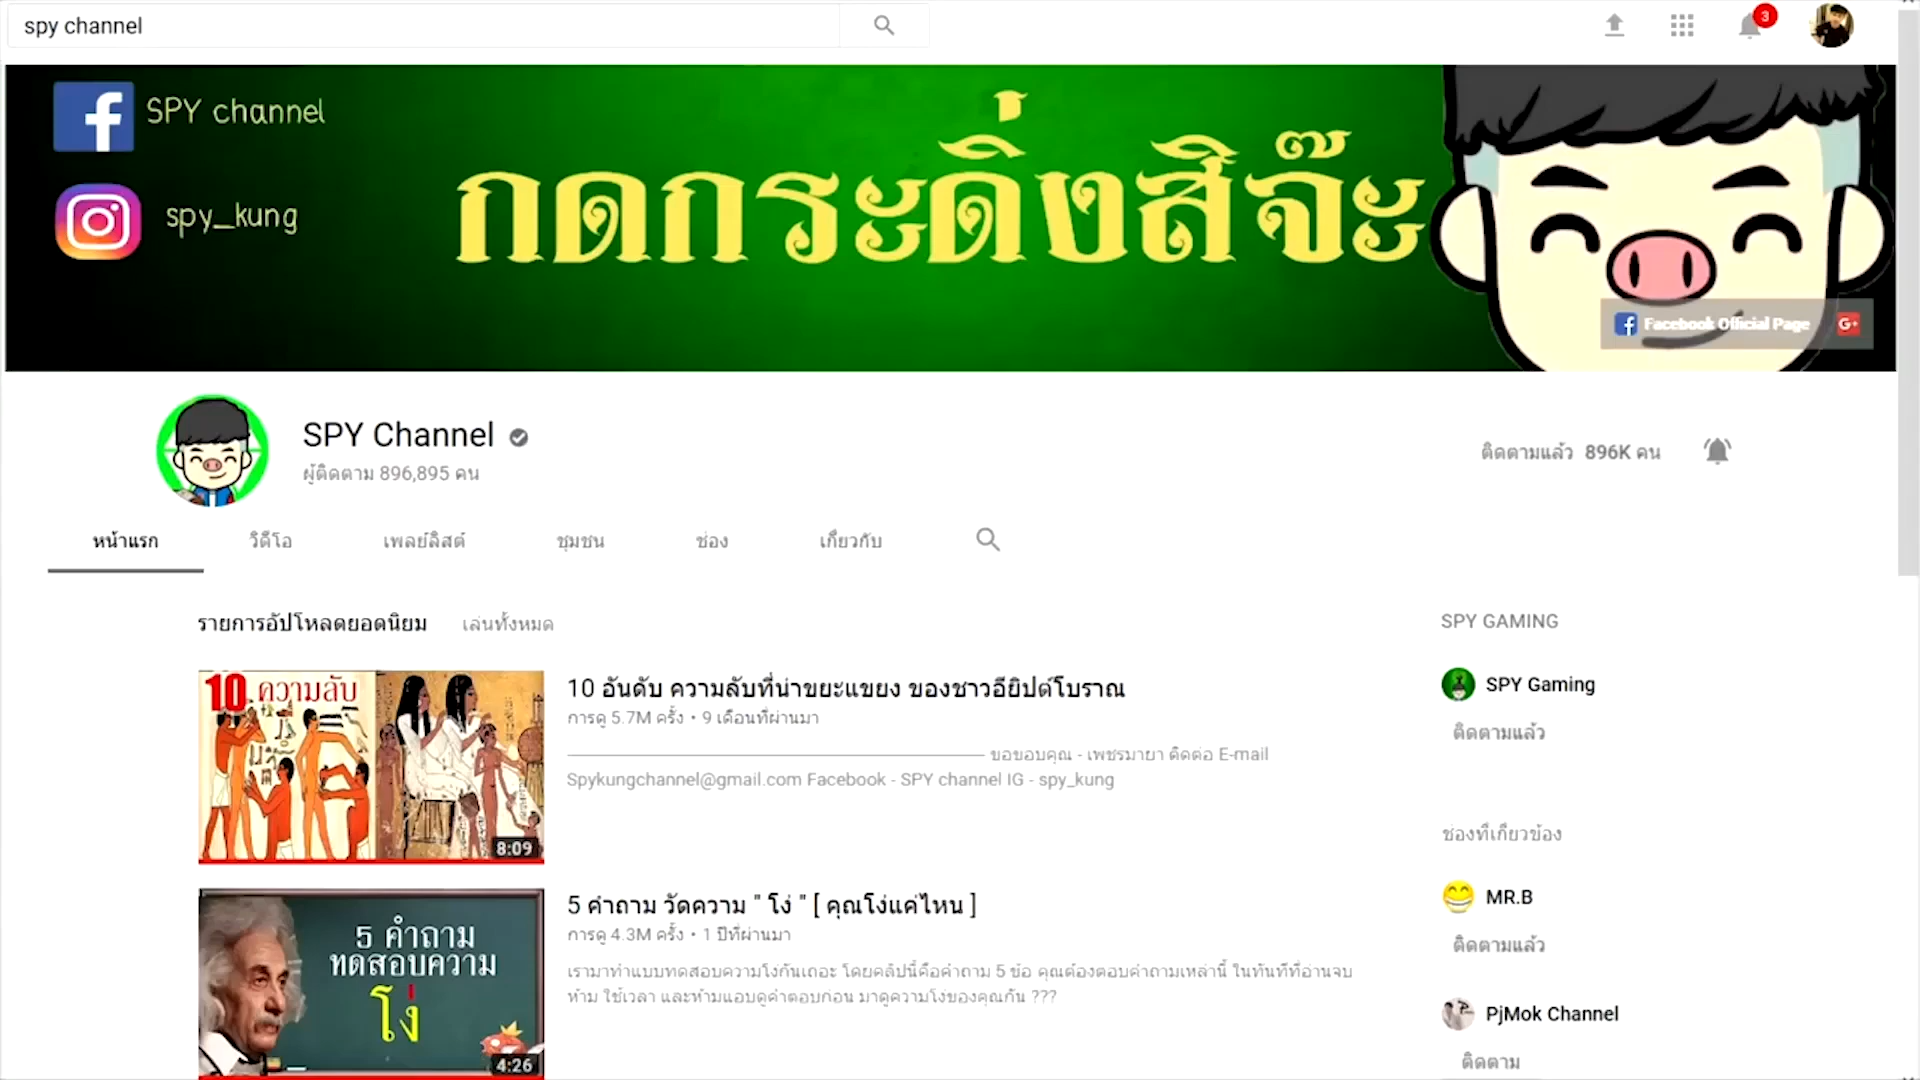 spy channel
3
SPY channel
spy_kung
กดกระดิ่งสิจ๊ะ
Facebook Official Page
G+
SPY Channel
ผู้ติดตาม 896,895 คน
ติดตามแล้ว 896K คน
หน้าแรก
วิดีโอ
เพลย์ลิสต์
ชุมชน
ช่อง
เกี่ยวกับ
รายการอัปโหลดยอดนิยม
เล่นทั้งหมด
10 ความลับ
8:09
10 อันดับ ความลับที่น่าขยะแขยง ของชาวอียิปต์โบราณ
การดู 5.7M ครั้ง • 9 เดือนที่ผ่านมา
ขอขอบคุณ - เพชรมายา ติดต่อ E-mail
Spykungchannel@gmail.com Facebook - SPY channel IG - spy_kung
5 คำถาม
ทดสอบความ
โง่
4:26
5 คำถาม วัดความ " โง่ " [ คุณโง่แค่ไหน ]
การดู 4.3M ครั้ง • 1 ปีที่ผ่านมา
เรามาทำแบบทดสอบความโง่กันเถอะ โดยคลิปนี้คือคำถาม 5 ข้อ คุณต้องตอบคำถามเหล่านี้ ในทันทีที่อ่านจบ
ห้าม ใช้เวลา และห้ามแอบดูคำตอบก่อน มาดูความโง่ของคุณกัน ???
SPY GAMING
SPY Gaming
ติดตามแล้ว
ช่องที่เกี่ยวข้อง
MR.B
ติดตามแล้ว
PjMok Channel
ติดตาม